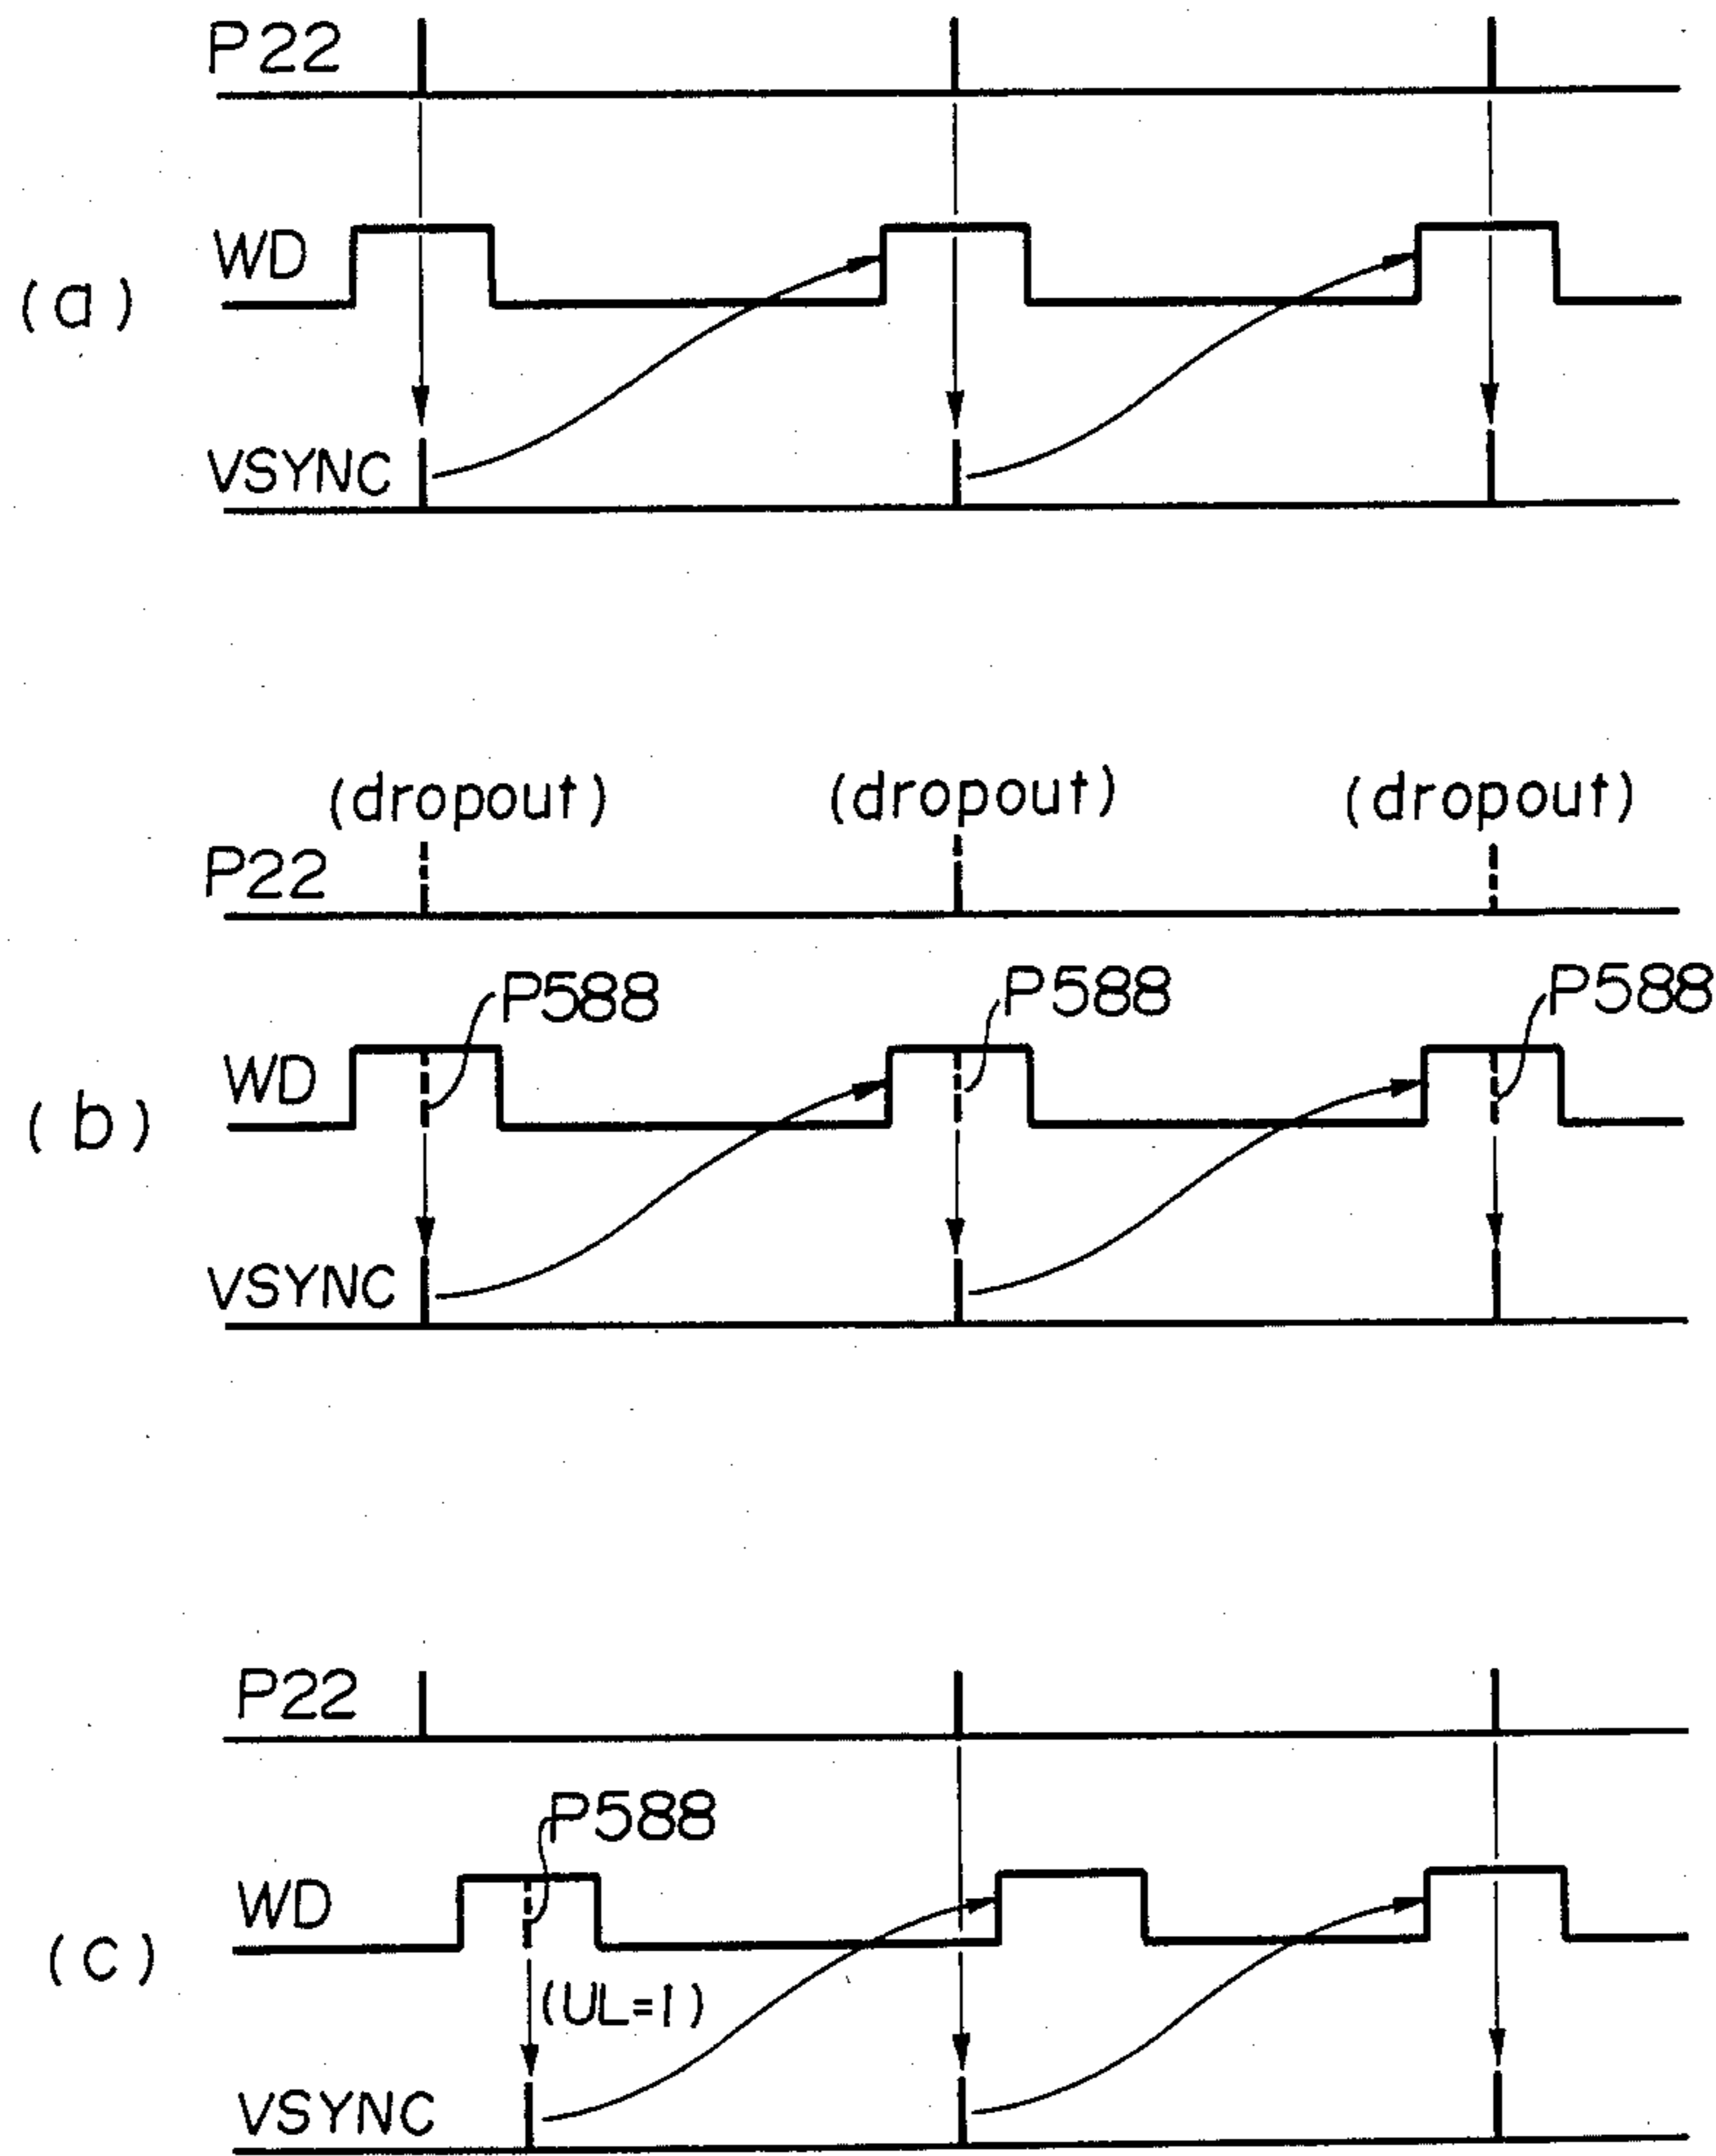 P22
WD
(a)
VSYNC
(dropout) (dropout) (dropout)
P22
P588 P588 P588
WD
(b)
VSYNC
P22
P588
WD
(c)
(UL=1)
VSYNC